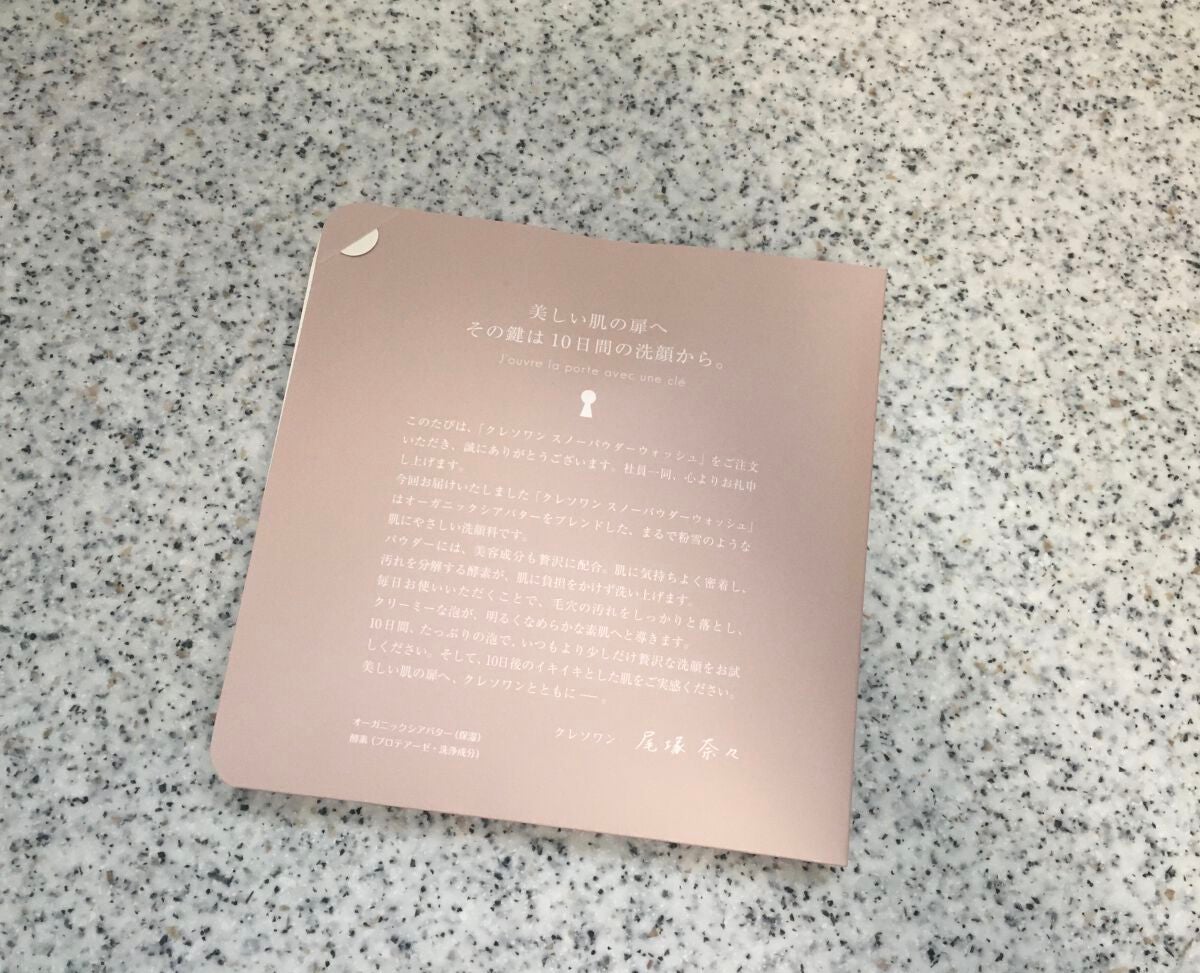 美しい肌の扉へ
その鍵は10日間の洗顔から。
J'ouvre la porte avec une clé
このたびは、「クレソワン スノーパウダーウォッシュ」をご注文
いただき、誠にありがとうございます。社員一同、心よりお礼申
し上げます。
今回お届けいたしました「クレソワン スノーパウダーウォッシュ」
はオーガニックシアバターをブレンドした、まるで粉雪のような
肌にやさしい洗顔料です。
パウダーには、美容成分も贅沢に配合。肌に気持ちよく密着し、
汚れを分解する酵素が、肌に負担をかけず洗い上げます。
毎日お使いいただくことで、毛穴の汚れをしっかりと落とし、
クリーミーな泡が、明るくなめらかな素肌へと導きます。
10日間、たっぷりの泡で、いつもより少しだけ贅沢な洗顔をお試
しください。そして、10日後のイキイキとした肌をご実感ください。
美しい肌の扉へ、クレソワンとともに ―。
クレソワン 尾塚 奈々
オーガニックシアバター(保湿)
酵素(プロテアーゼ・洗浄成分)